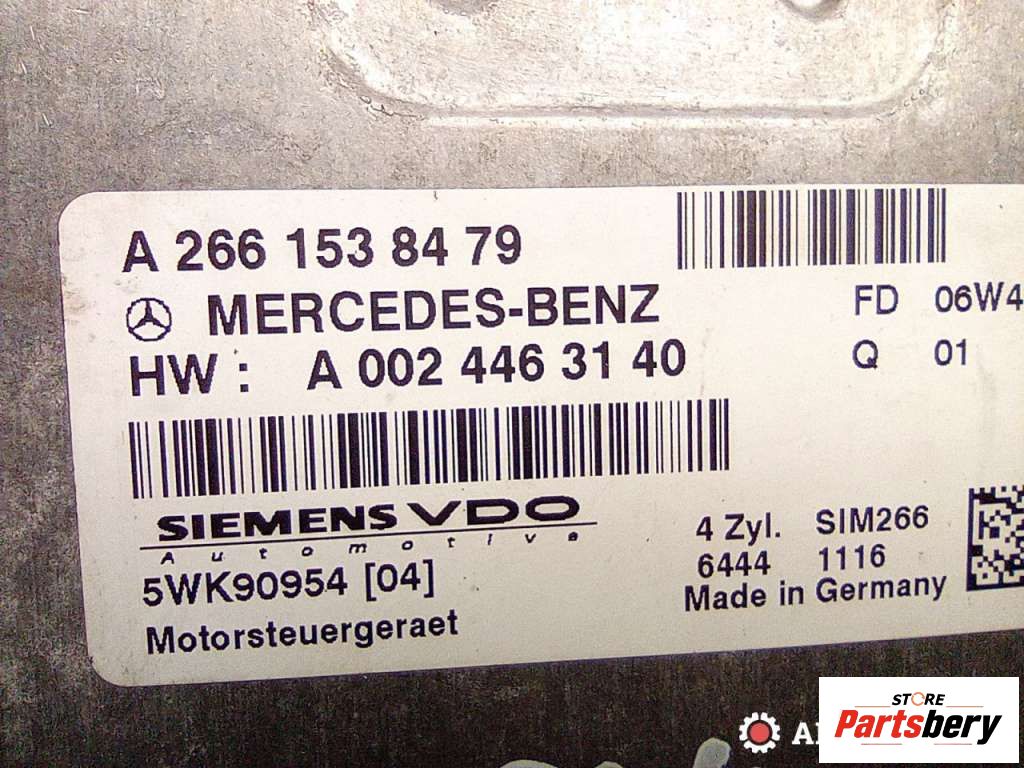 A 266 153 84 79
MERCEDES-BENZ
FD 06W4
HW : A 002 446 31 40
Q 01
SIEMENS VDO
Automotive
4 Zyl. SIM266
5WK90954 [04]
6444 1116
Made in Germany
Motorsteuergeraet
STORE
Partsbery